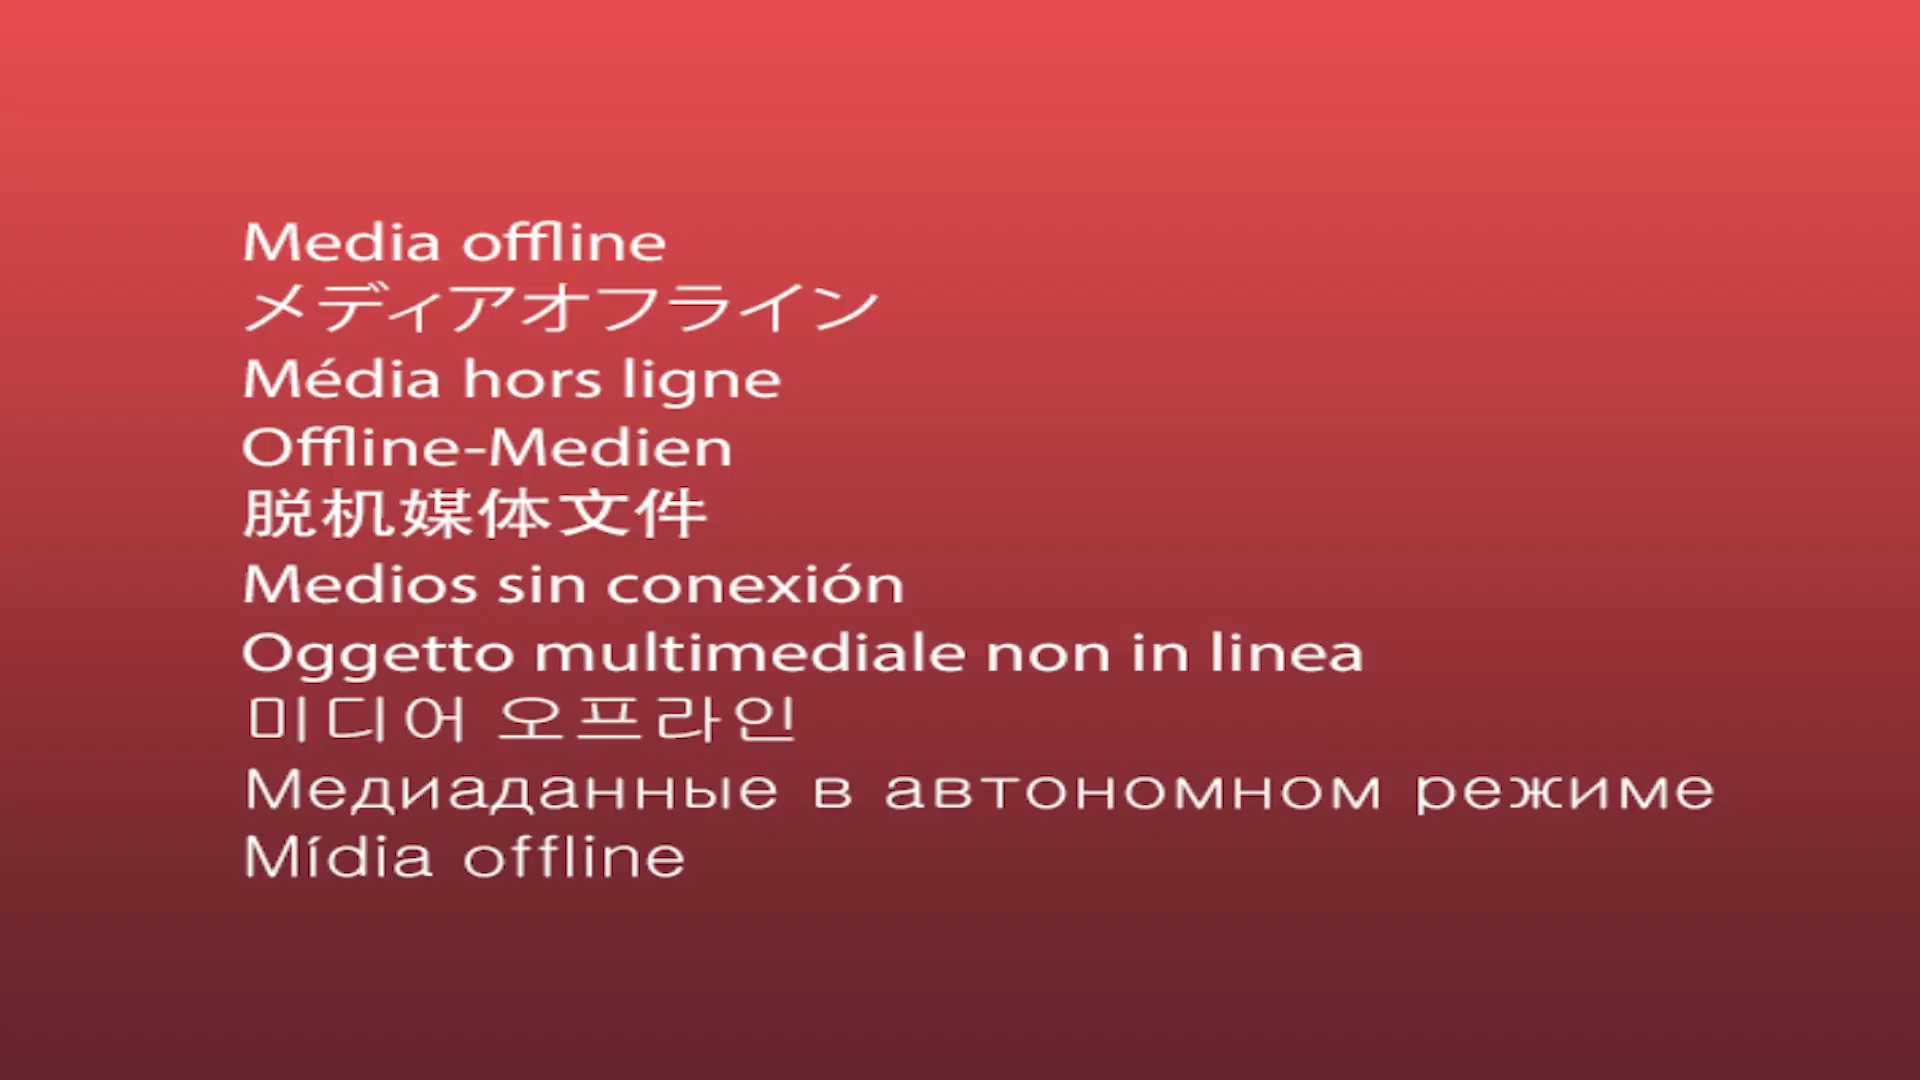 Media offline
メディアオフライン
Média hors ligne
Offline-Medien
脱机媒体文件
Medios sin conexión
Oggetto multimediale non in linea
미디어 오프라인
Медиаданные в автономном режиме
Mídia offline